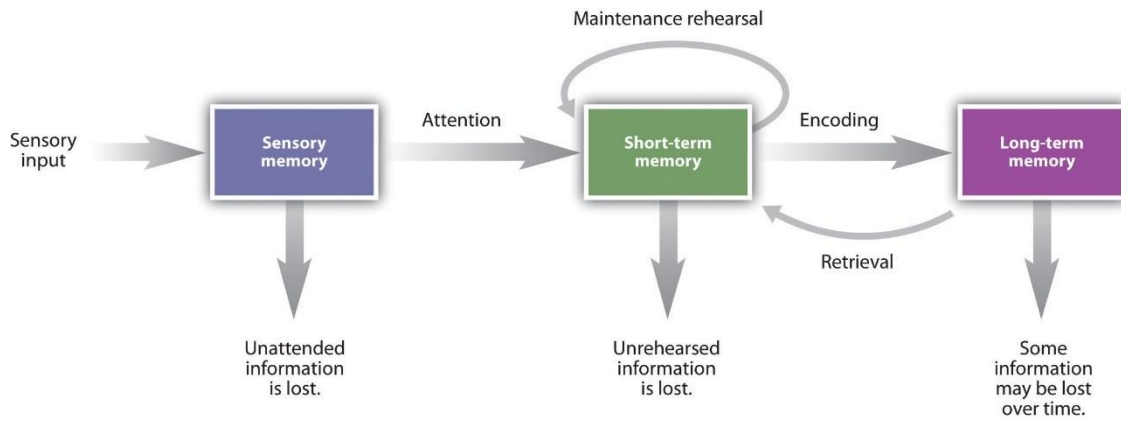 Maintenance rehearsal
Sensory
input
Sensory
memory
Attention
Short-term
memory
Encoding
Long-term
memory
Retrieval
Unattended
information
is lost.
Unrehearsed
information
is lost.
Some
information
may be lost
over time.